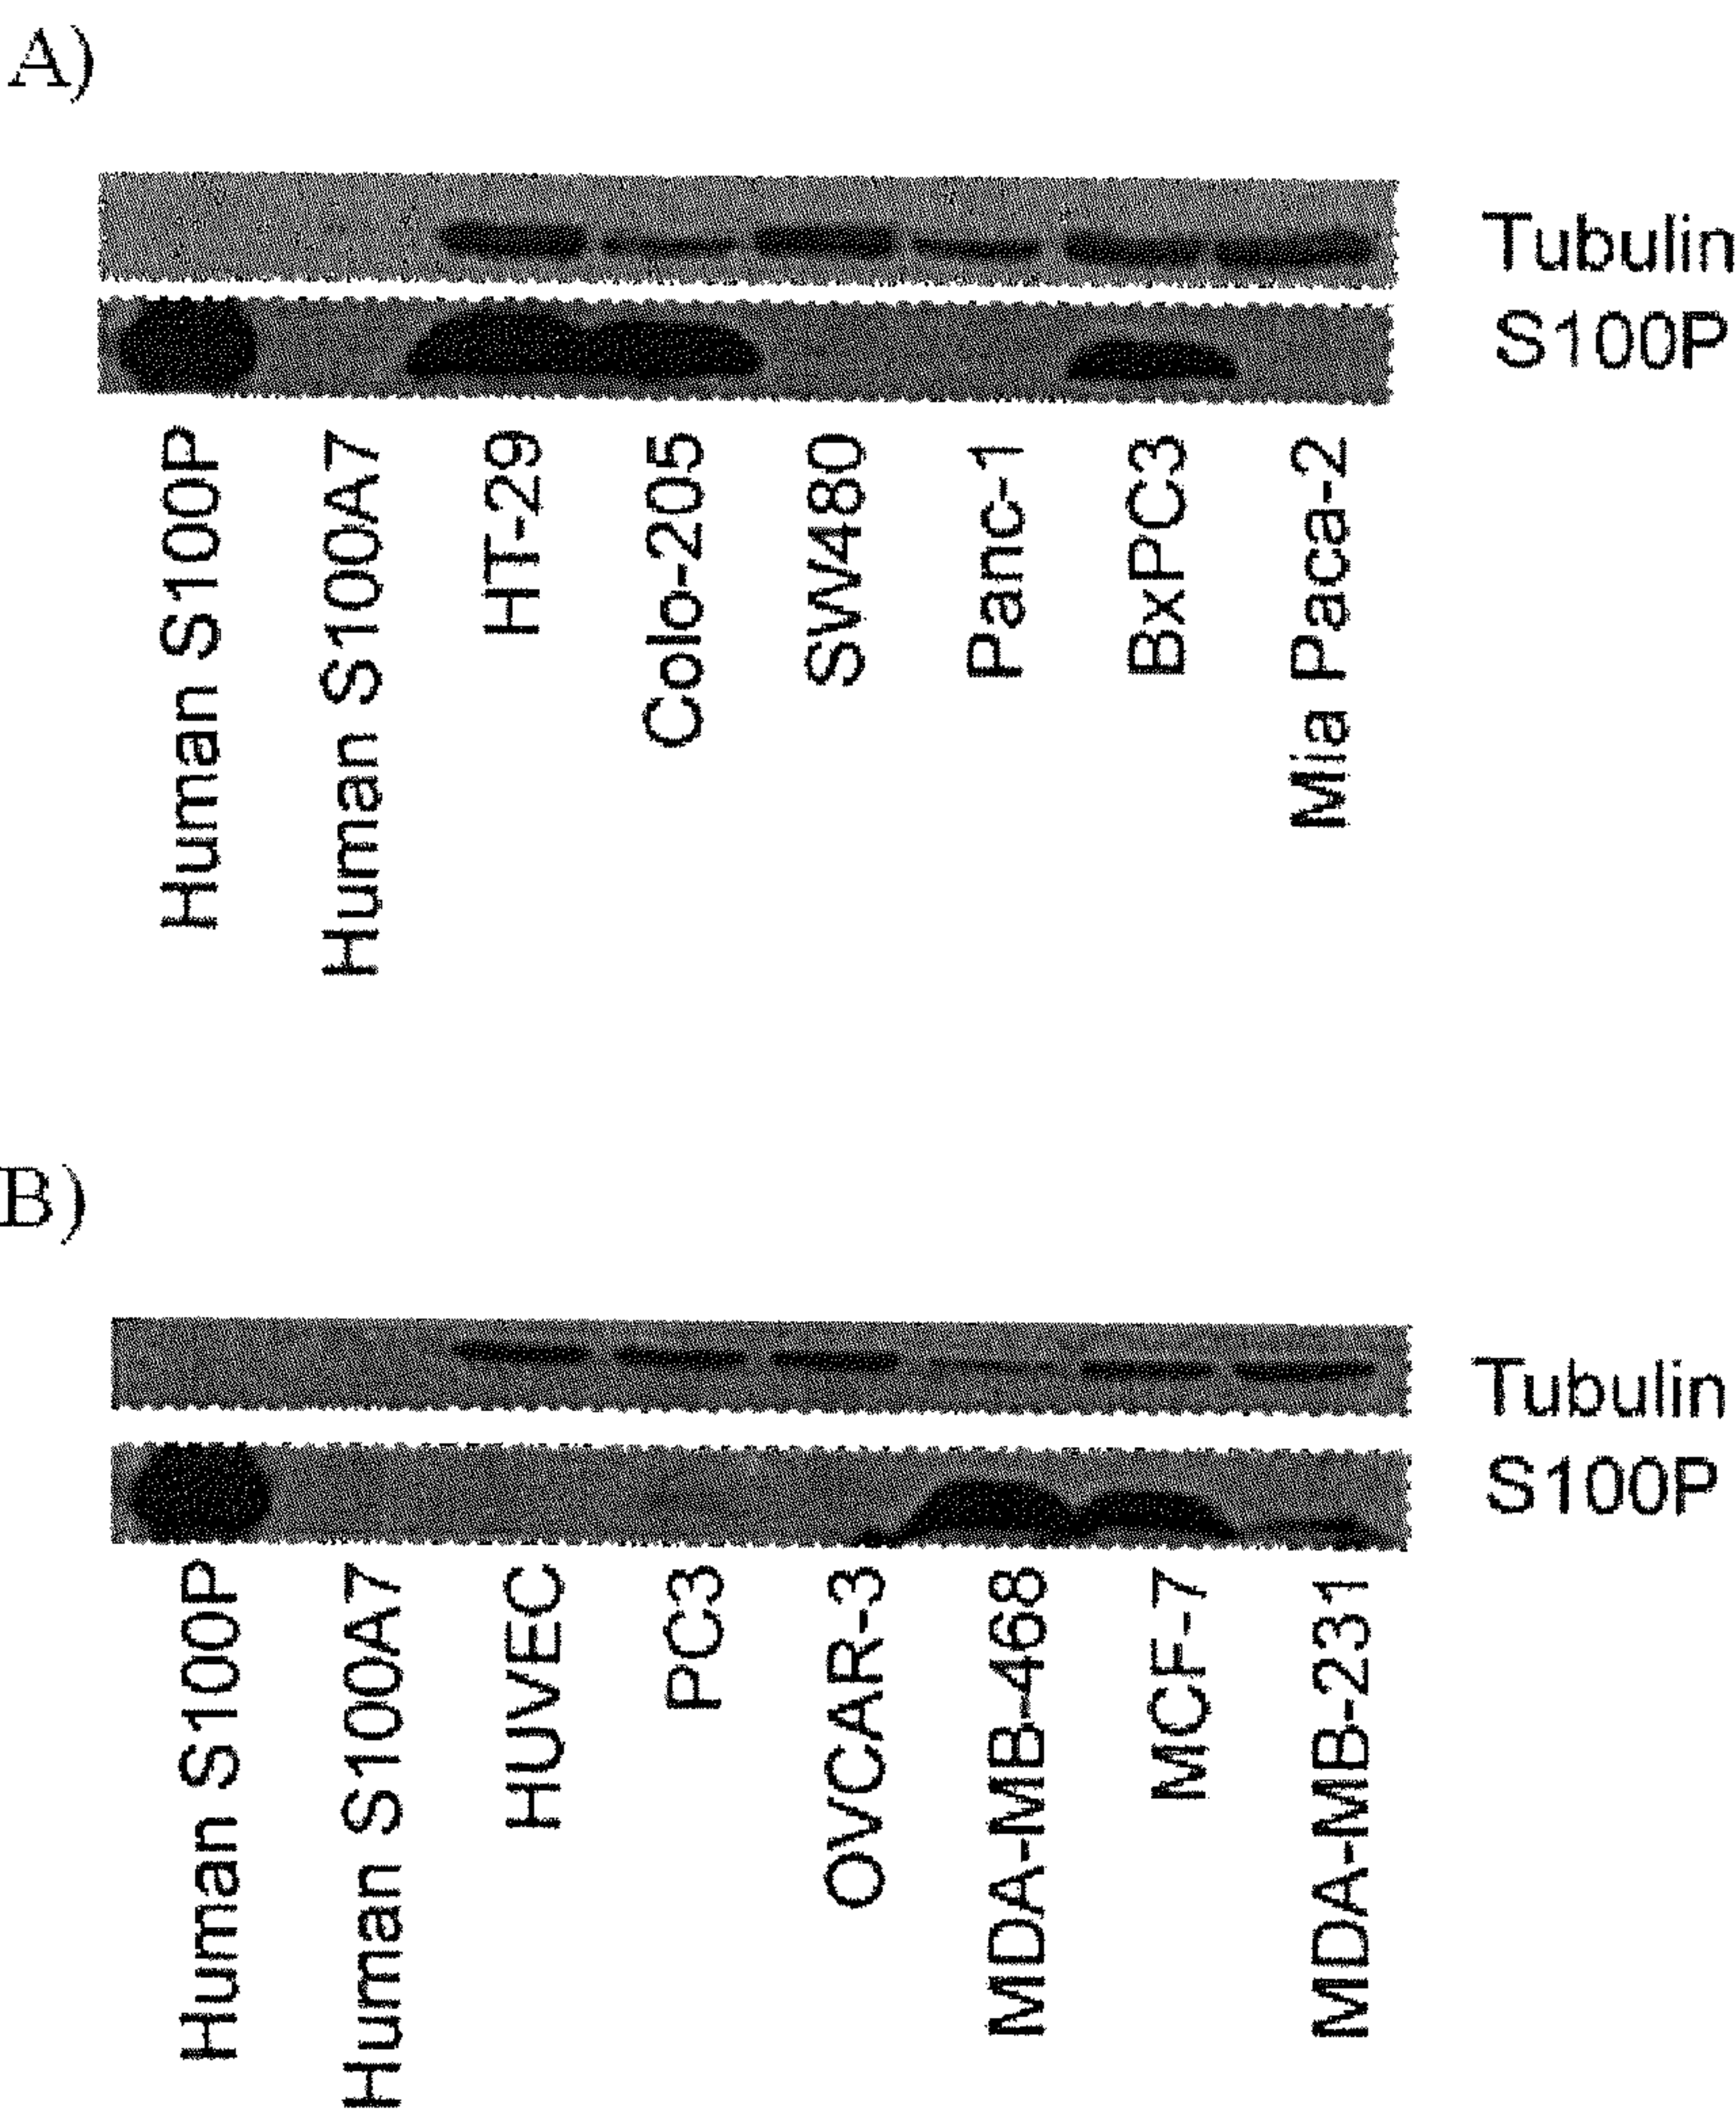 A)
Tubulin
S100P
Human S100P
Human S100A7
HT-29
Colo-205
SW480
Panc-1
BxPC3
Mia Paca-2
B)
Tubulin
S100P
Human S100P
Human S100A7
HUVEC
PC3
OVCAR-3
MDA-MB-468
MCF-7
MDA-MB-231